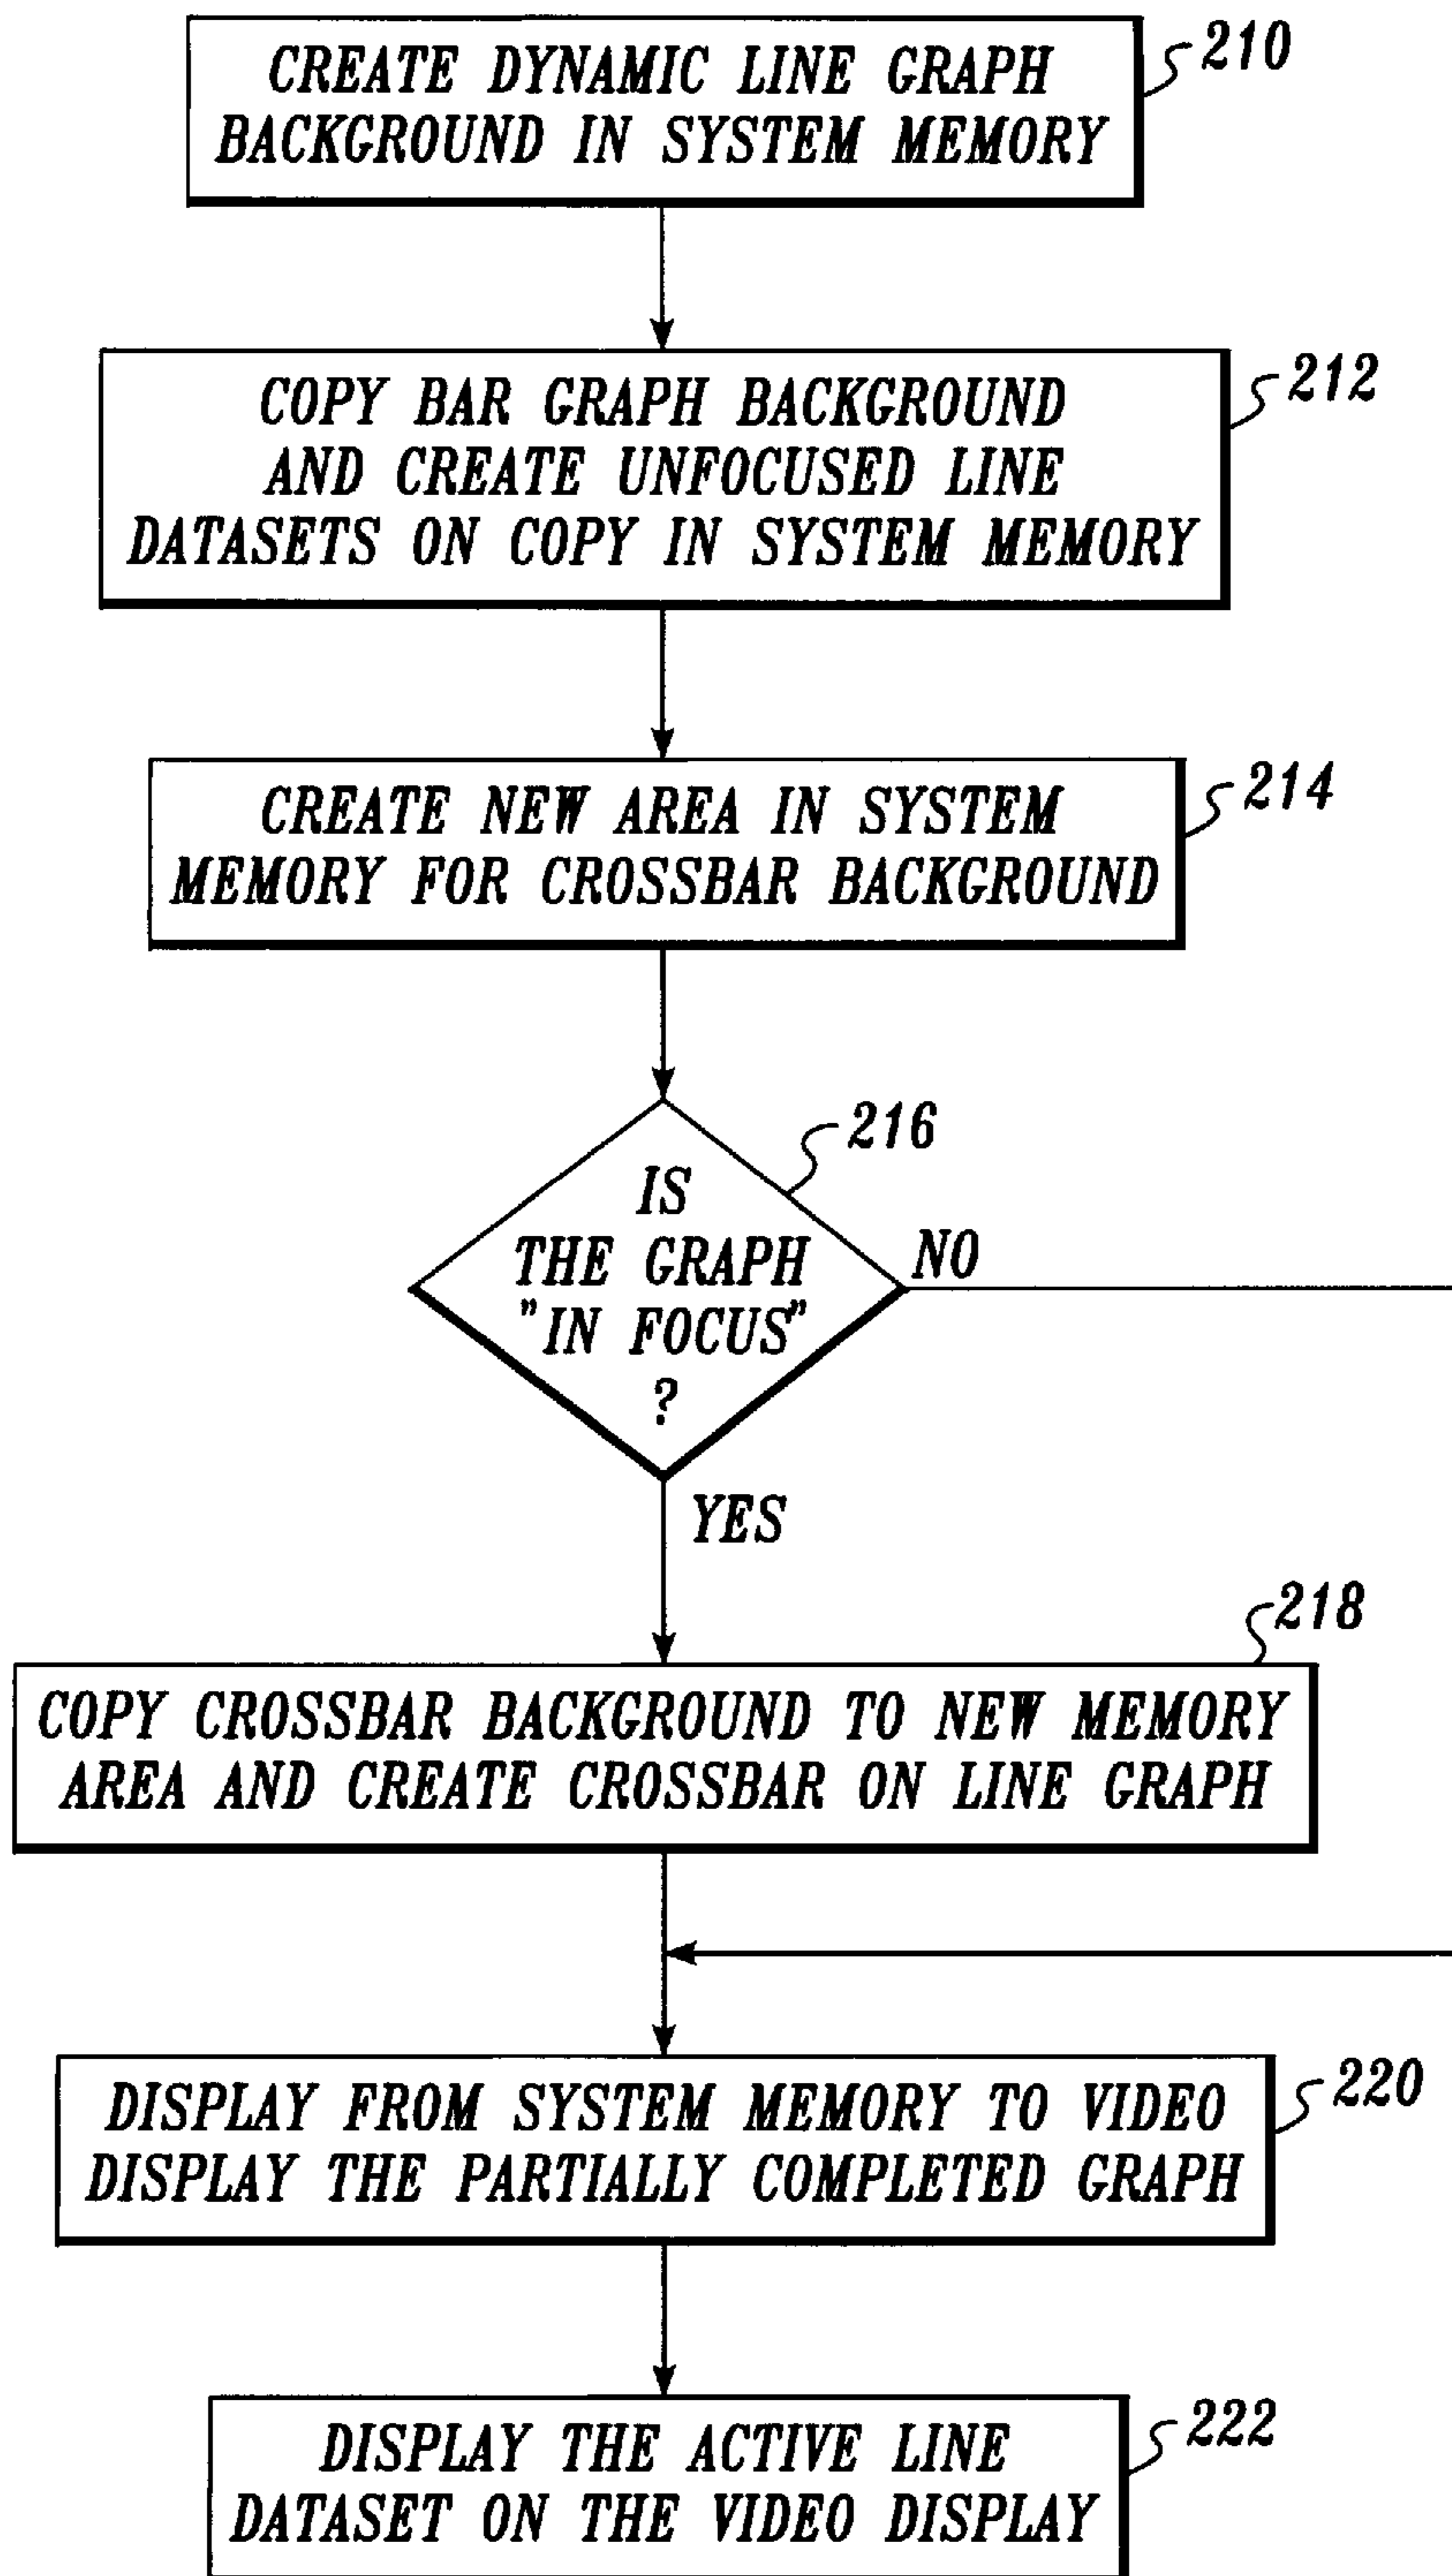 CREATE DYNAMIC LINE GRAPH
BACKGROUND IN SYSTEM MEMORY
210
COPY BAR GRAPH BACKGROUND
AND CREATE UNFOCUSED LINE
DATASETS ON COPY IN SYSTEM MEMORY
212
CREATE NEW AREA IN SYSTEM
MEMORY FOR CROSSBAR BACKGROUND
214
216
IS
THE GRAPH
"IN FOCUS"
?
NO
YES
218
COPY CROSSBAR BACKGROUND TO NEW MEMORY
AREA AND CREATE CROSSBAR ON LINE GRAPH
DISPLAY FROM SYSTEM MEMORY TO VIDEO
DISPLAY THE PARTIALLY COMPLETED GRAPH
220
DISPLAY THE ACTIVE LINE
DATASET ON THE VIDEO DISPLAY
222